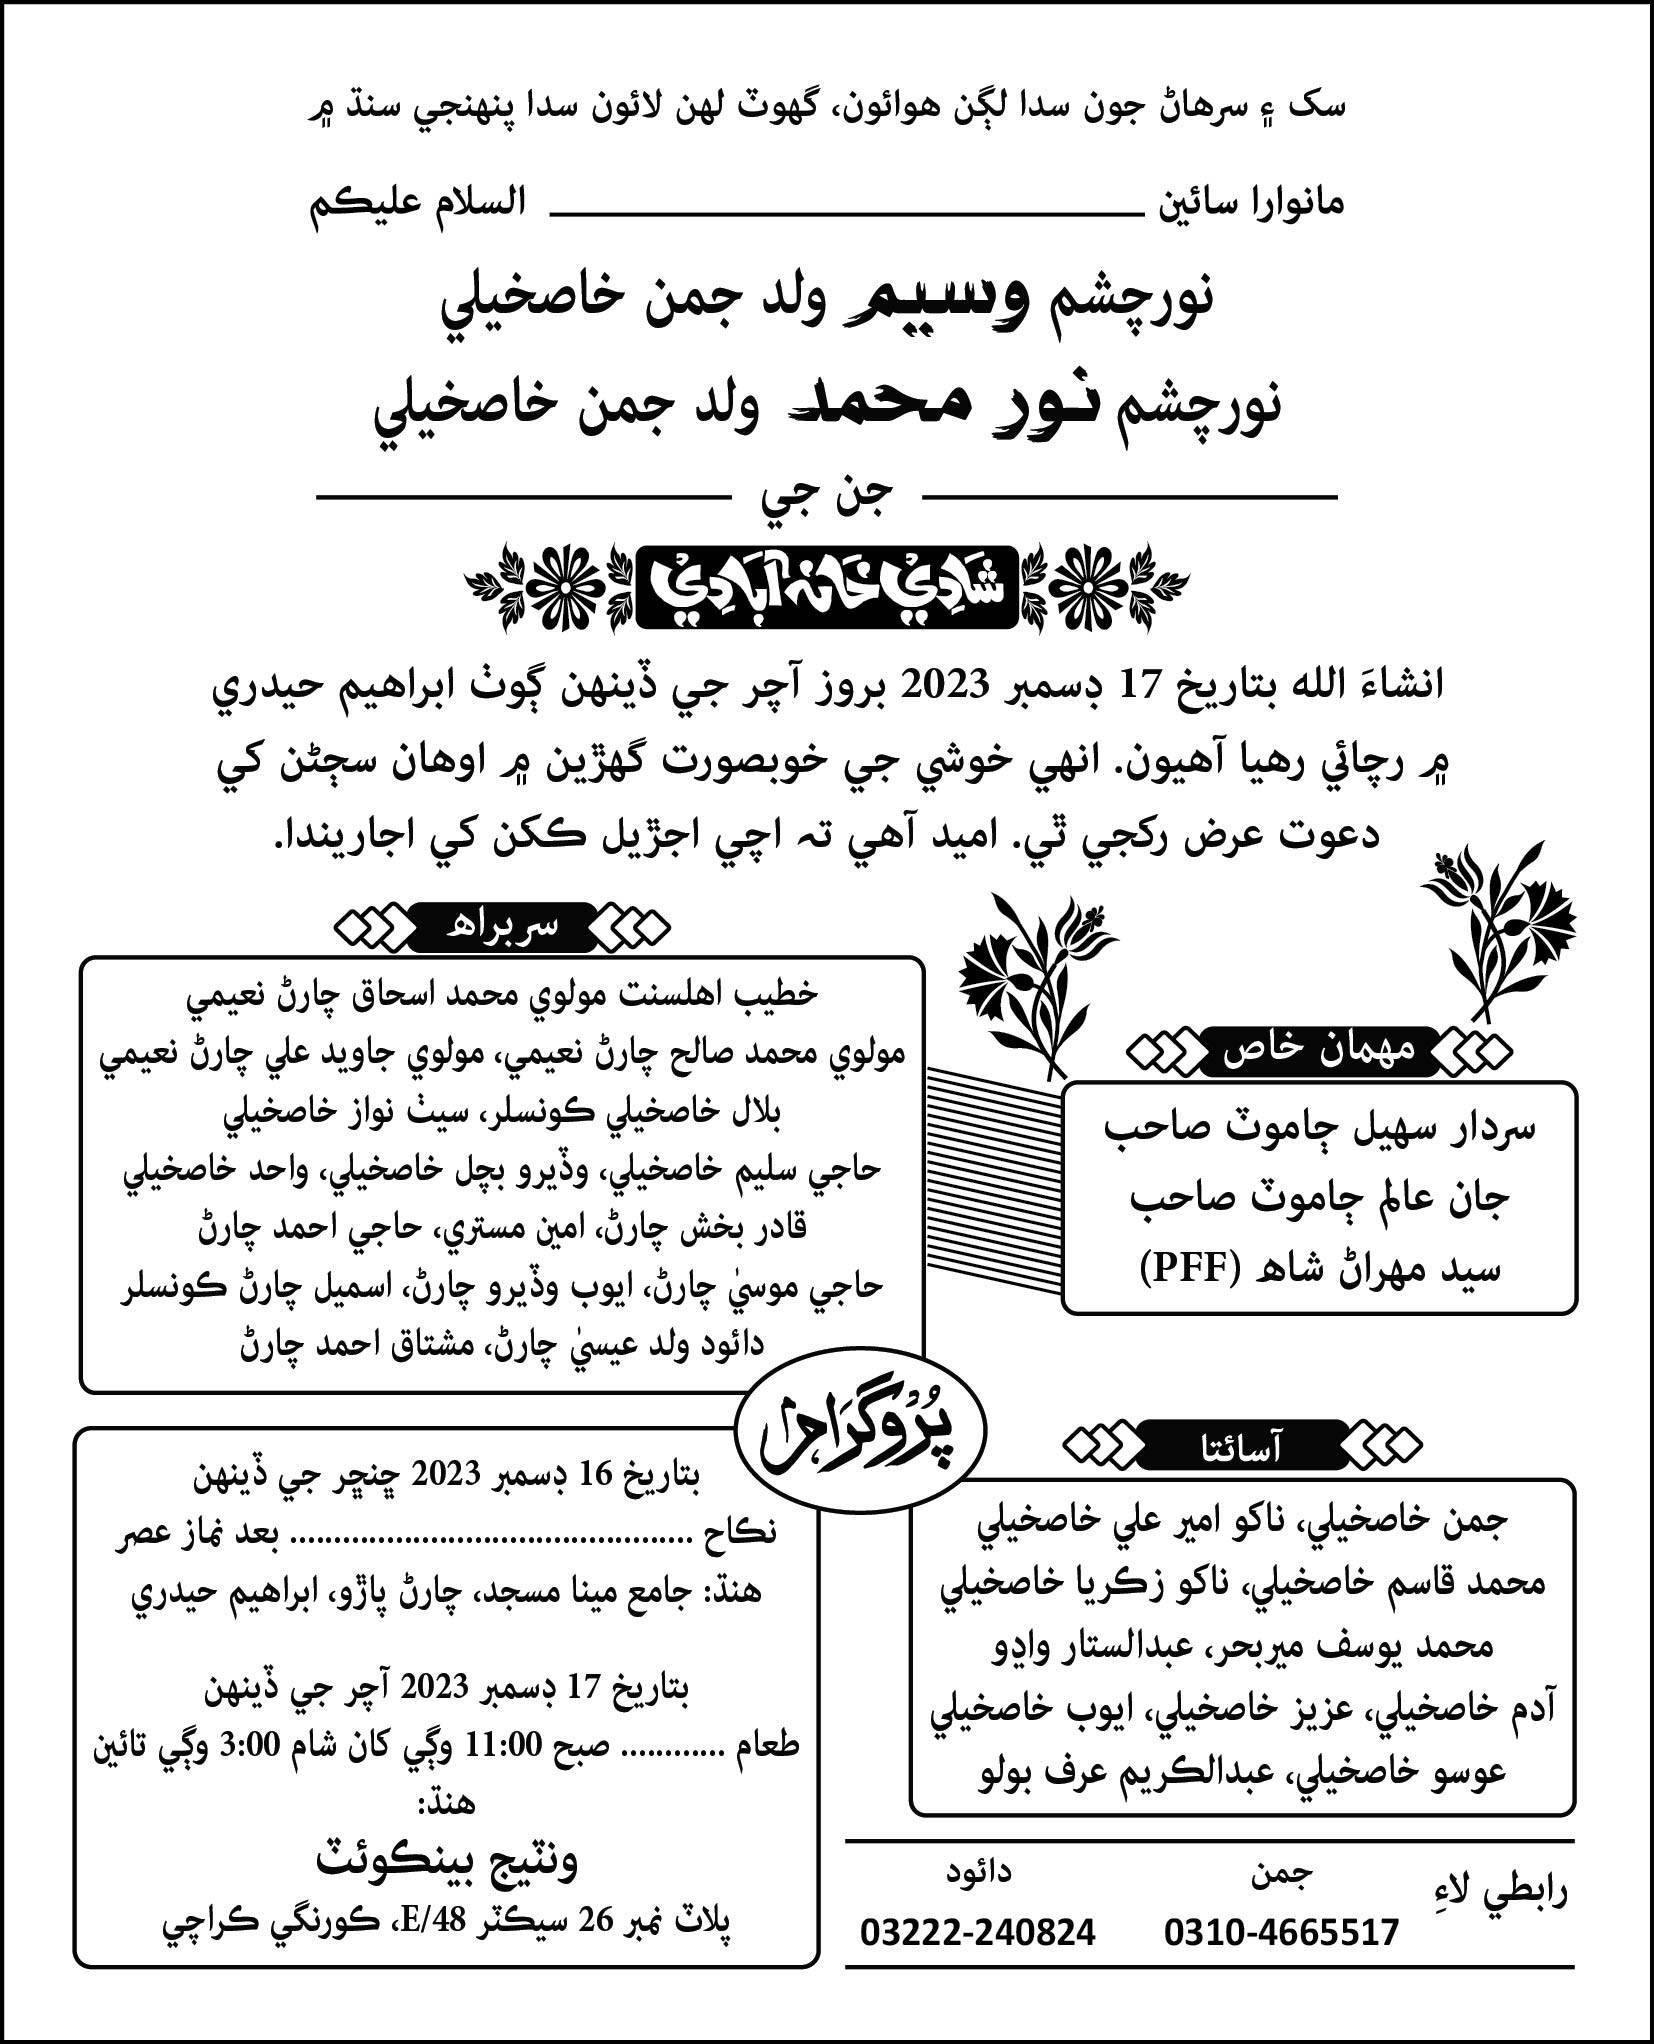 سک ۽ سرهاڻ جون سدا لڳن هوائون، گهوٽ لهن لائون سدا پنهنجي سنڌ ۾
مانوارا سائين ــــــــــــــــــــــــــــــــ السلام عليڪم
نورچشم وسيم ولد جمن خاصخيلي
نورچشم نور محمد ولد جمن خاصخيلي
جن جي
شادي خانه آبادي
انشاءَ الله بتاريخ 17 ڊسمبر 2023 بروز آچر جي ڏينهن ڳوٺ ابراهيم حيدري
۾ رچائي رهيا آهيون. انهي خوشي جي خوبصورت گهڙين ۾ اوهان سڄڻن کي
دعوت عرض رکجي ٿي. اميد آهي ته اچي اجڙيل ڪکن کي اجاريندا.
مهمان خاص
سردار سهيل ڄاموٽ صاحب
جان عالم ڄاموٽ صاحب
سيد مهراڻ شاهه (PFF)
سربراهه
خطيب اهلسنت مولوي محمد اسحاق چارڻ نعيمي
مولوي محمد صالح چارڻ نعيمي، مولوي جاويد علي چارڻ نعيمي
بلال خاصخيلي ڪونسلر، سيٺ نواز خاصخيلي
حاجي سليم خاصخيلي، وڏيرو بچل خاصخيلي، واحد خاصخيلي
قادر بخش چارڻ، امين مستري، حاجي احمد چارڻ
حاجي موسيٰ چارڻ، ايوب وڏيرو چارڻ، اسميل چارڻ ڪونسلر
دائود ولد عيسيٰ چارڻ، مشتاق احمد چارڻ
آسائتا
جمن خاصخيلي، ناکو امير علي خاصخيلي
محمد قاسم خاصخيلي، ناکو زڪريا خاصخيلي
محمد يوسف ميربحر، عبدالستار واڍو
آدم خاصخيلي، عزيز خاصخيلي، ايوب خاصخيلي
عوسو خاصخيلي، عبدالڪريم عرف بولو
پروگرام
بتاريخ 16 ڊسمبر 2023 ڇنڇر جي ڏينهن
نڪاح ............................................. بعد نماز عصر
هنڌ: جامع مينا مسجد، چارڻ پاڙو، ابراهيم حيدري
بتاريخ 17 ڊسمبر 2023 آچر جي ڏينهن
طعام ............ صبح 11:00 وڳي کان شام 3:00 وڳي تائين
هنڌ:
ونٽيج بينڪوئٽ
پلاٽ نمبر 26 سيڪٽر 48/E، ڪورنگي ڪراچي
رابطي لاءِ
جمن
0310-4665517
دائود
03222-240824